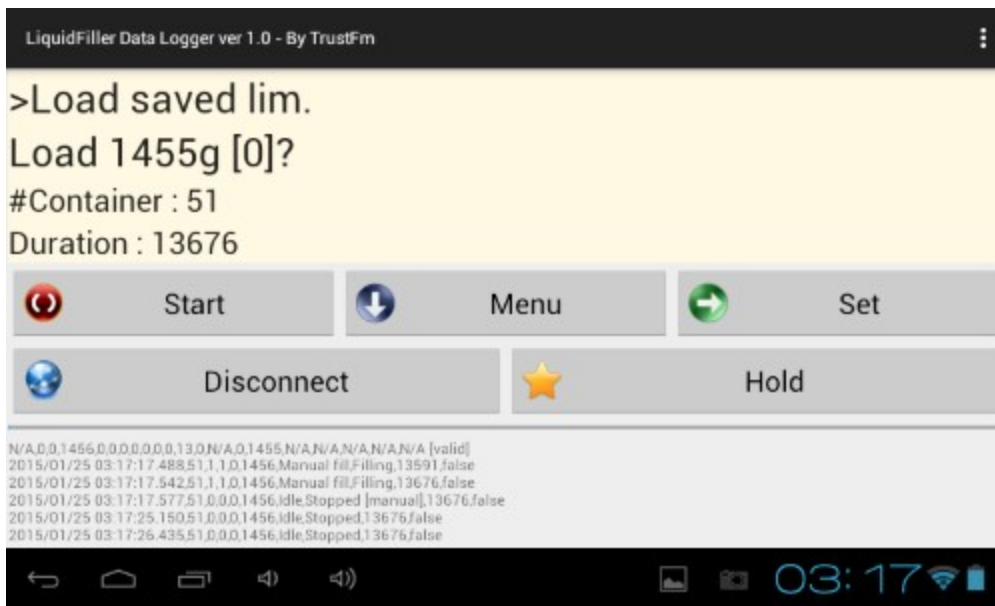 LiquidFiller Data Logger ver 1.0 - By TrustFm
>Load saved lim.
Load 1455g [0]?
#Container : 51
Duration : 13676
Start
Menu
Set
Disconnect
Hold
N/A,0,0,1456,0,0,0,0,0,0,0,13,0,N/A,0,1455,N/A,N/A,N/A,N/A,N/A [valid]
2015/01/25 03:17:17.488,51,1,1,0,1456,Manual fill,Filling,13591,false
2015/01/25 03:17:17.542,51,1,1,0,1456,Manual fill,Filling,13676,false
2015/01/25 03:17:17.577,51,0,0,0,1456,Idle,Stopped [manual],13676,false
2015/01/25 03:17:25.150,51,0,0,0,1456,Idle,Stopped,13676,false
2015/01/25 03:17:26.435,51,0,0,0,1456,Idle,Stopped,13676,false
03:17